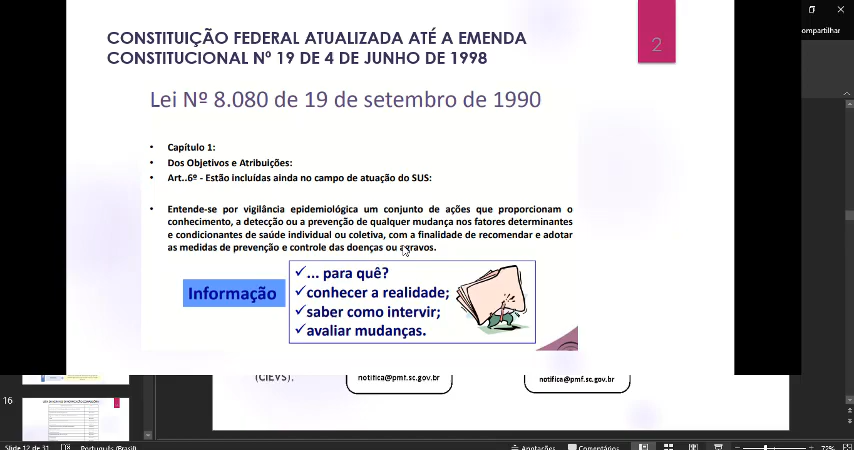 ompartilhar
2
CONSTITUIÇÃO FEDERAL ATUALIZADA ATÉ A EMENDA
CONSTITUCIONAL Nº 19 DE 4 DE JUNHO DE 1998
Lei Nº 8.080 de 19 de setembro de 1990
• Capítulo 1:
• Dos Objetivos e Atribuições:
• Art..6º - Estão incluídas ainda no campo de atuação do SUS:
• Entende-se por vigilância epidemiológica um conjunto de ações que proporcionam o
conhecimento, a detecção ou a prevenção de qualquer mudança nos fatores determinantes
e condicionantes de saúde individual ou coletiva, com a finalidade de recomendar e adotar
as medidas de prevenção e controle das doenças ou agravos.
Informação
✓... para quê?
✓conhecer a realidade;
✓saber como intervir;
✓avaliar mudanças.
(CIEVS).
notifica@pmf.sc.gov.br
notifica@pmf.sc.gov.br
16
Slide 12 de 31
Português (Brasil)
Anotações
Comentários
72%